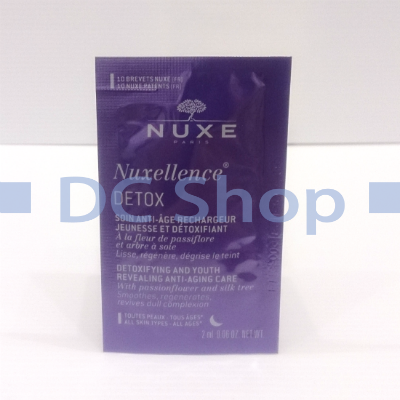 10 BREVETS NUXE (FR)
10 NUXE PATENTS (FR)
NUXE
PARIS
Nuxellence®
DETOX
SOIN ANTI-ÂGE RECHARGEUR
JEUNESSE ET DÉTOXIFIANT
À la fleur de passiflore
et arbre à soie
Lisse, régénère, dégrise le teint
DETOXIFYING AND YOUTH
REVEALING ANTI-AGING CARE
With passionflower and silk tree
Smoothes, regenerates,
revives dull complexion
TOUTES PEAUX - TOUS ÂGES
ALL SKIN TYPES - ALL AGES
DC Shop